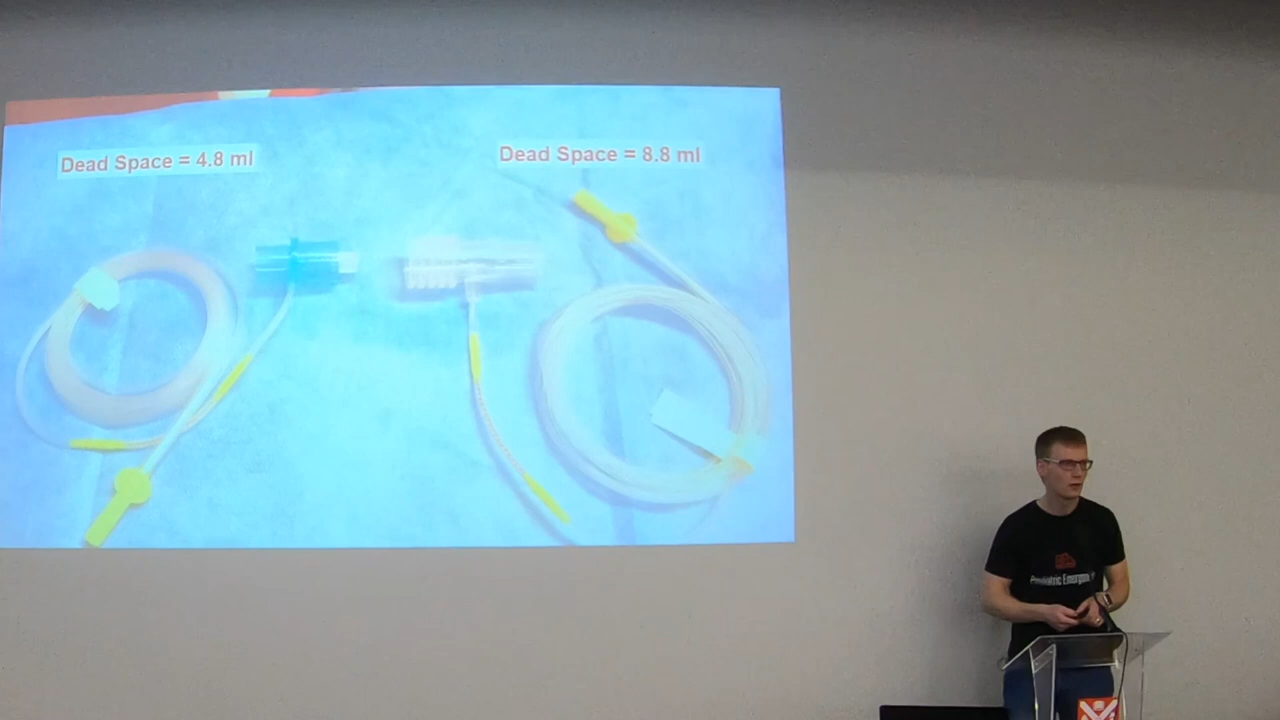 Dead Space = 4.8 ml
Dead Space = 8.8 ml